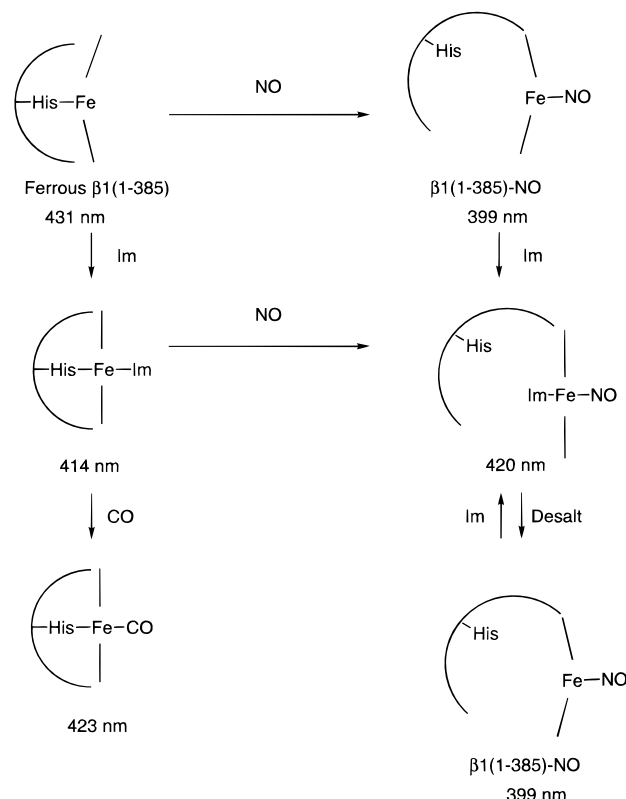 His—Fe
NO
His
Fe—NO
Ferrous β1(1-385)
431 nm
β1(1-385)-NO
399 nm
Im
Im
His—Fe—Im
NO
His
Im-Fe—NO
414 nm
420 nm
CO
Im
Desalt
His—Fe—CO
His
Fe—NO
423 nm
β1(1-385)-NO
399 nm